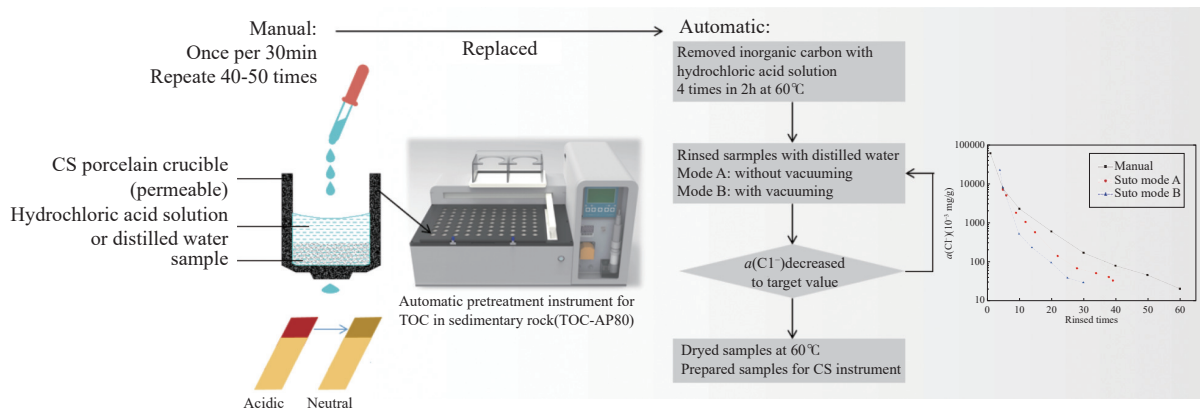 Manual:
Once per 30min
Repeate 40-50 times
Replaced
Automatic:
Removed inorganic carbon with
hydrochloric acid solution
4 times in 2h at 60℃
CS porcelain crucible
(permeable)
Hydrochloric acid solution
or distilled water
sample
Automatic pretreatment instrument for
TOC in sedimentary rock(TOC-AP80)
Acidic
Neutral
Rinsed sarmples with distilled water
Mode A: without vacuuming
Mode B: with vacuuming
a(C1⁻)decreased
to target value
Dryed samples at 60℃
Prepared samples for CS instrument
a(Cl⁻)(10⁻³ mg/g)
100000
10000
1000
100
10
0
10
20
30
40
50
60
Rinsed times
Manual
Suto mode A
Suto mode B